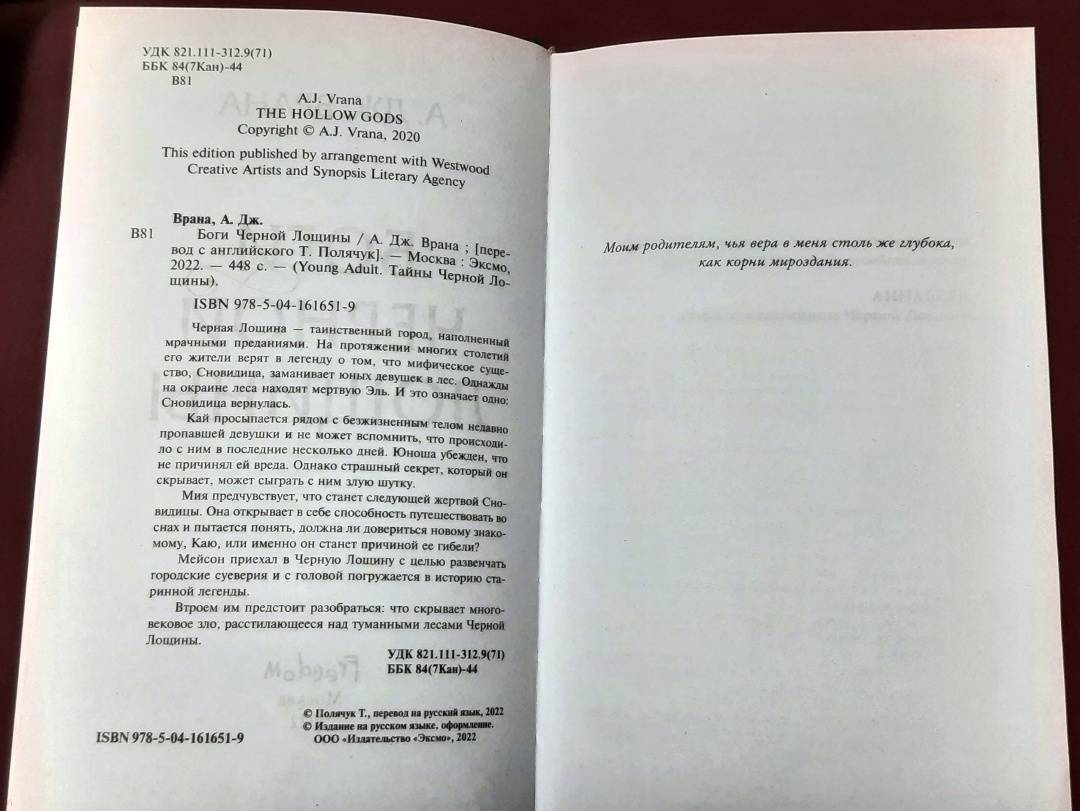 УДК 821.111-312.9(71)
ББК 84(7Кан)-44
В81
A.J. Vrana
THE HOLLOW GODS
Copyright © A.J. Vrana, 2020
This edition published by arrangement with Westwood
Creative Artists and Synopsis Literary Agency
Врана, А. Дж.
В81 Боги Черной Лощины / А. Дж. Врана ; [пере-
вод с английского Т. Полячук]. — Москва : Эксмо,
2022. — 448 с. — (Young Adult. Тайны Черной Ло-
щины).
ISBN 978-5-04-161651-9
Черная Лощина — таинственный город, наполненный
мрачными преданиями. На протяжении многих столетий
его жители верят в легенду о том, что мифическое суще-
ство, Сновидица, заманивает юных девушек в лес. Однажды
на окраине леса находят мертвую Эль. И это означает одно:
Сновидица вернулась.
Кай просыпается рядом с безжизненным телом недавно
пропавшей девушки и не может вспомнить, что происходи-
ло с ним в последние несколько дней. Юноша убежден, что
не причинил ей вреда. Однако страшный секрет, который он
скрывает, может сыграть с ним злую шутку.
Мия предчувствует, что станет следующей жертвой Сно-
видицы. Она открывает в себе способность путешествовать во
снах и пытается понять, должна ли довериться новому знако-
мому, Каю, или именно он станет причиной ее гибели?
Мейсон приехал в Черную Лощину с целью развенчать
городские суеверия и с головой погружается в историю ста-
ринной легенды.
Втроем им предстоит разобраться: что скрывает много-
вековое зло, расстилающееся над туманными лесами Черной
Лощины.
УДК 821.111-312.9(71)
ББК 84(7Кан)-44
© Полячук Т., перевод на русский язык, 2022
© Издание на русском языке, оформление.
ООО «Издательство «Эксмо», 2022
ISBN 978-5-04-161651-9
Моим родителям, чья вера в меня столь же глубока,
как корни мироздания.